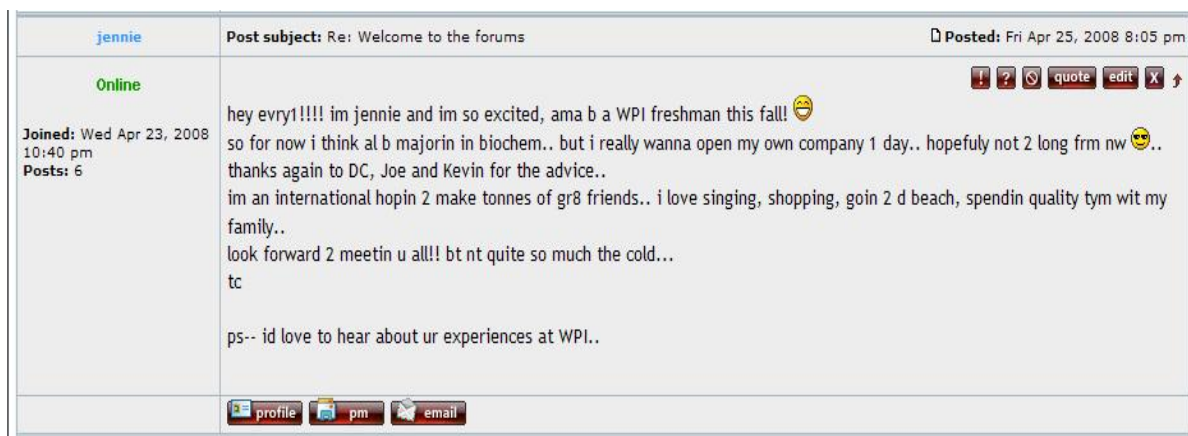 jennie
Post subject: Re: Welcome to the forums
Posted: Fri Apr 25, 2008 8:05 pm
Online
Joined: Wed Apr 23, 2008
10:40 pm
Posts: 6
! ? quote edit X
hey evry1!!!! im jennie and im so excited, ama b a WPI freshman this fall!
so for now i think al b majorin in biochem.. but i really wanna open my own company 1 day.. hopefuly not 2 long frm nw ..
thanks again to DC, Joe and Kevin for the advice..
im an international hopin 2 make tonnes of gr8 friends.. i love singing, shopping, goin 2 d beach, spendin quality tym wit my
family..
look forward 2 meetin u all!! bt nt quite so much the cold...
tc
ps-- id love to hear about ur experiences at WPI..
profile pm email